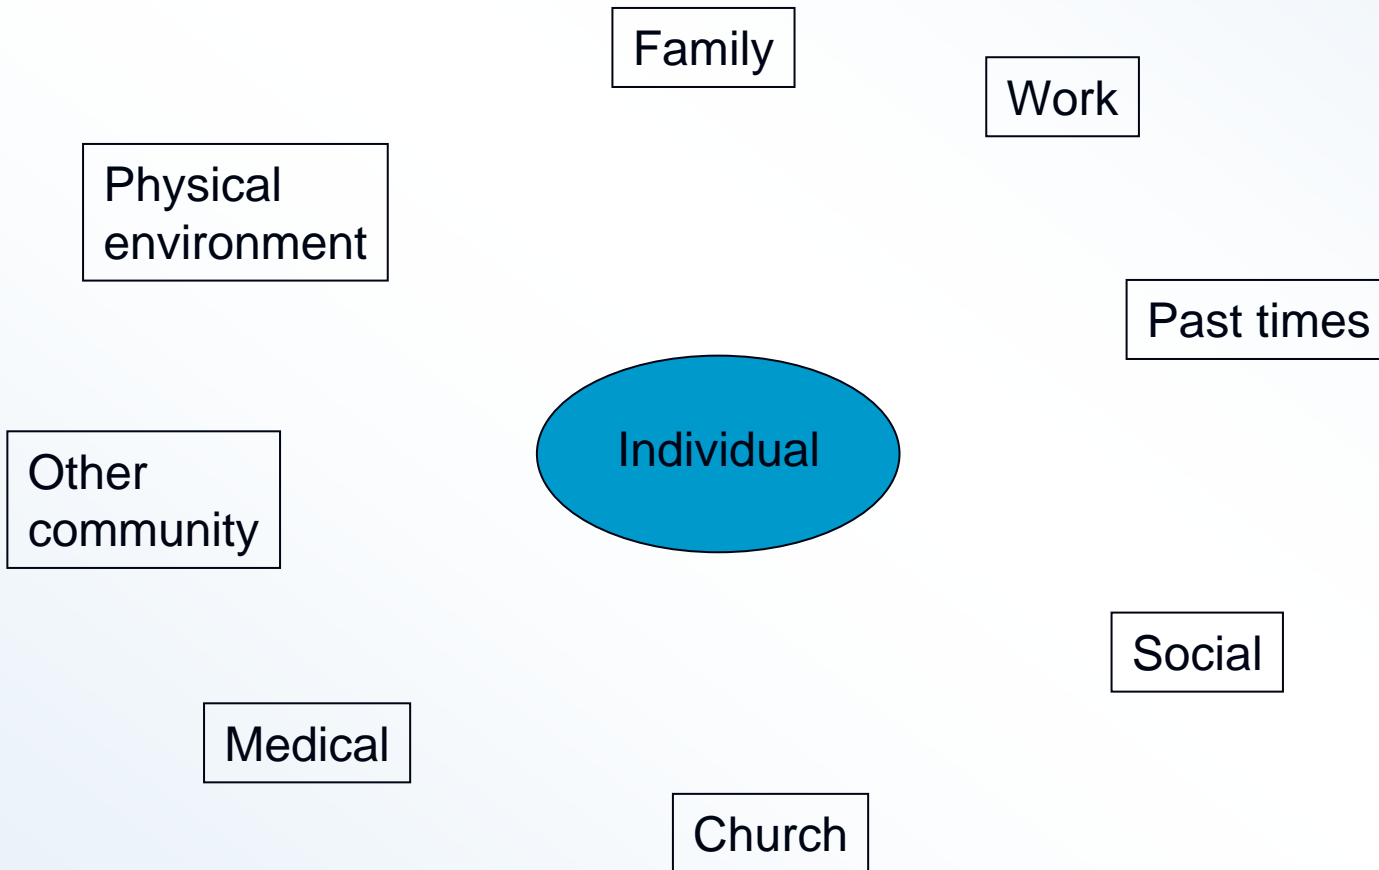 Family
Work
Physical
environment
Past times
Individual
Other
community
Social
Medical
Church